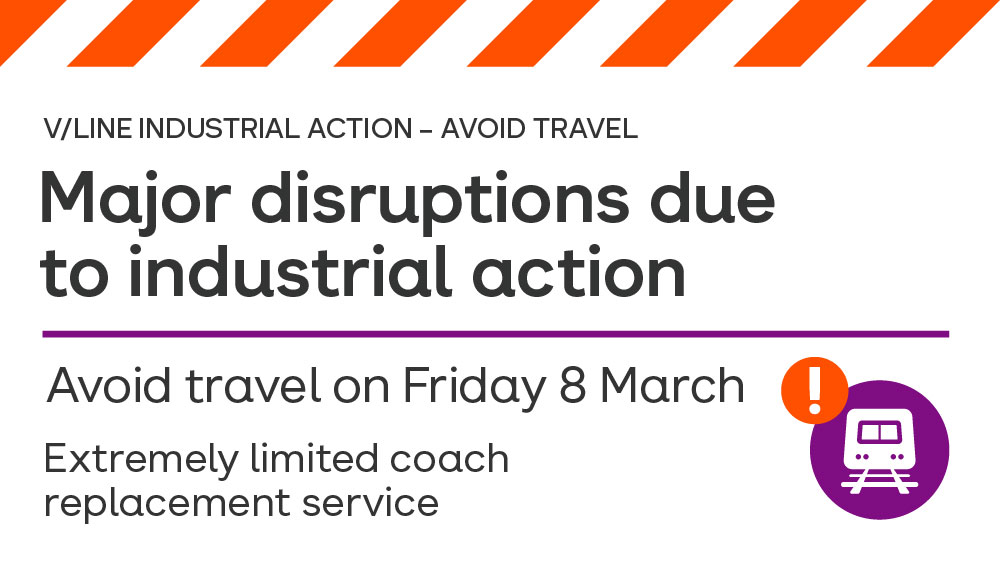 V/LINE INDUSTRIAL ACTION – AVOID TRAVEL
Major disruptions due
to industrial action
Avoid travel on Friday 8 March
Extremely limited coach
replacement service